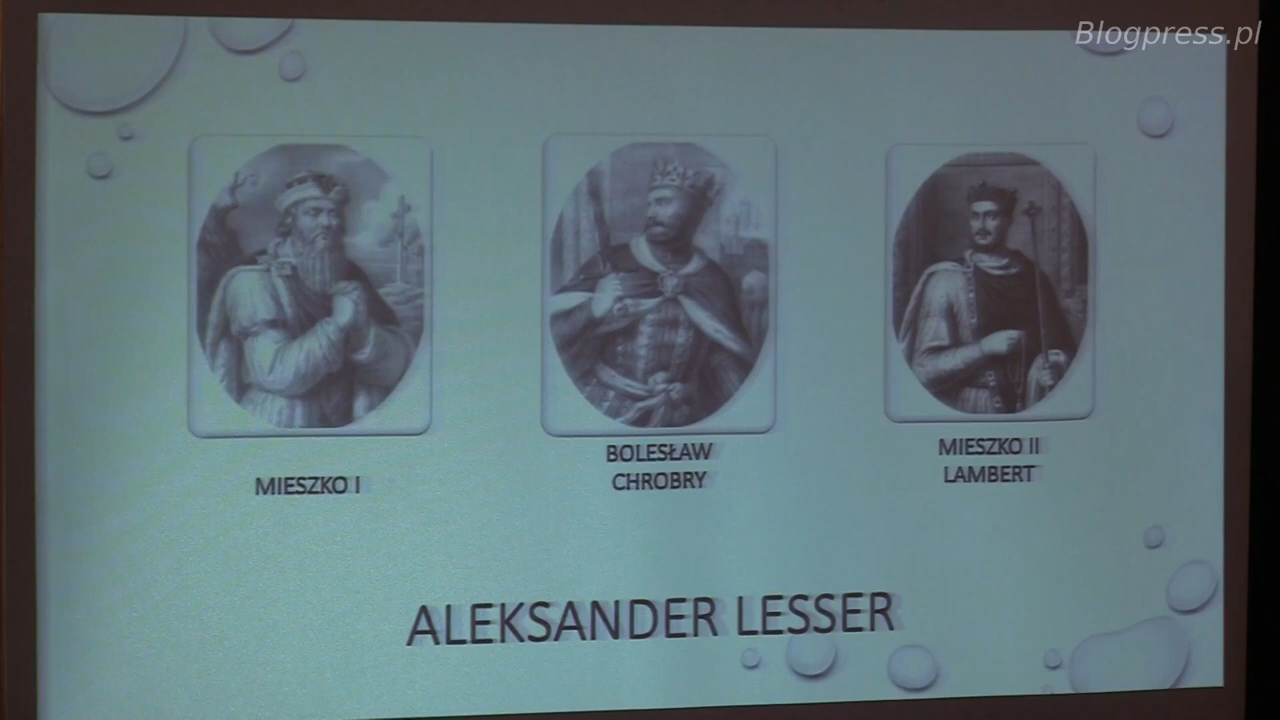 Blogpress.pl
MIESZKO I
BOLESŁAW
CHROBRY
MIESZKO II
LAMBERT
ALEKSANDER LESSER